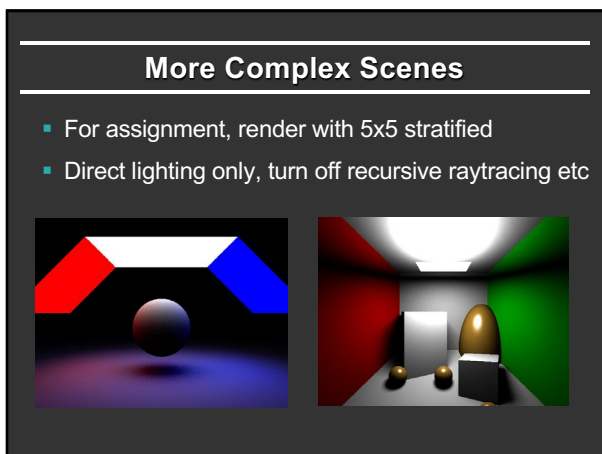 More Complex Scenes
▪ For assignment, render with 5x5 stratified
▪ Direct lighting only, turn off recursive raytracing etc